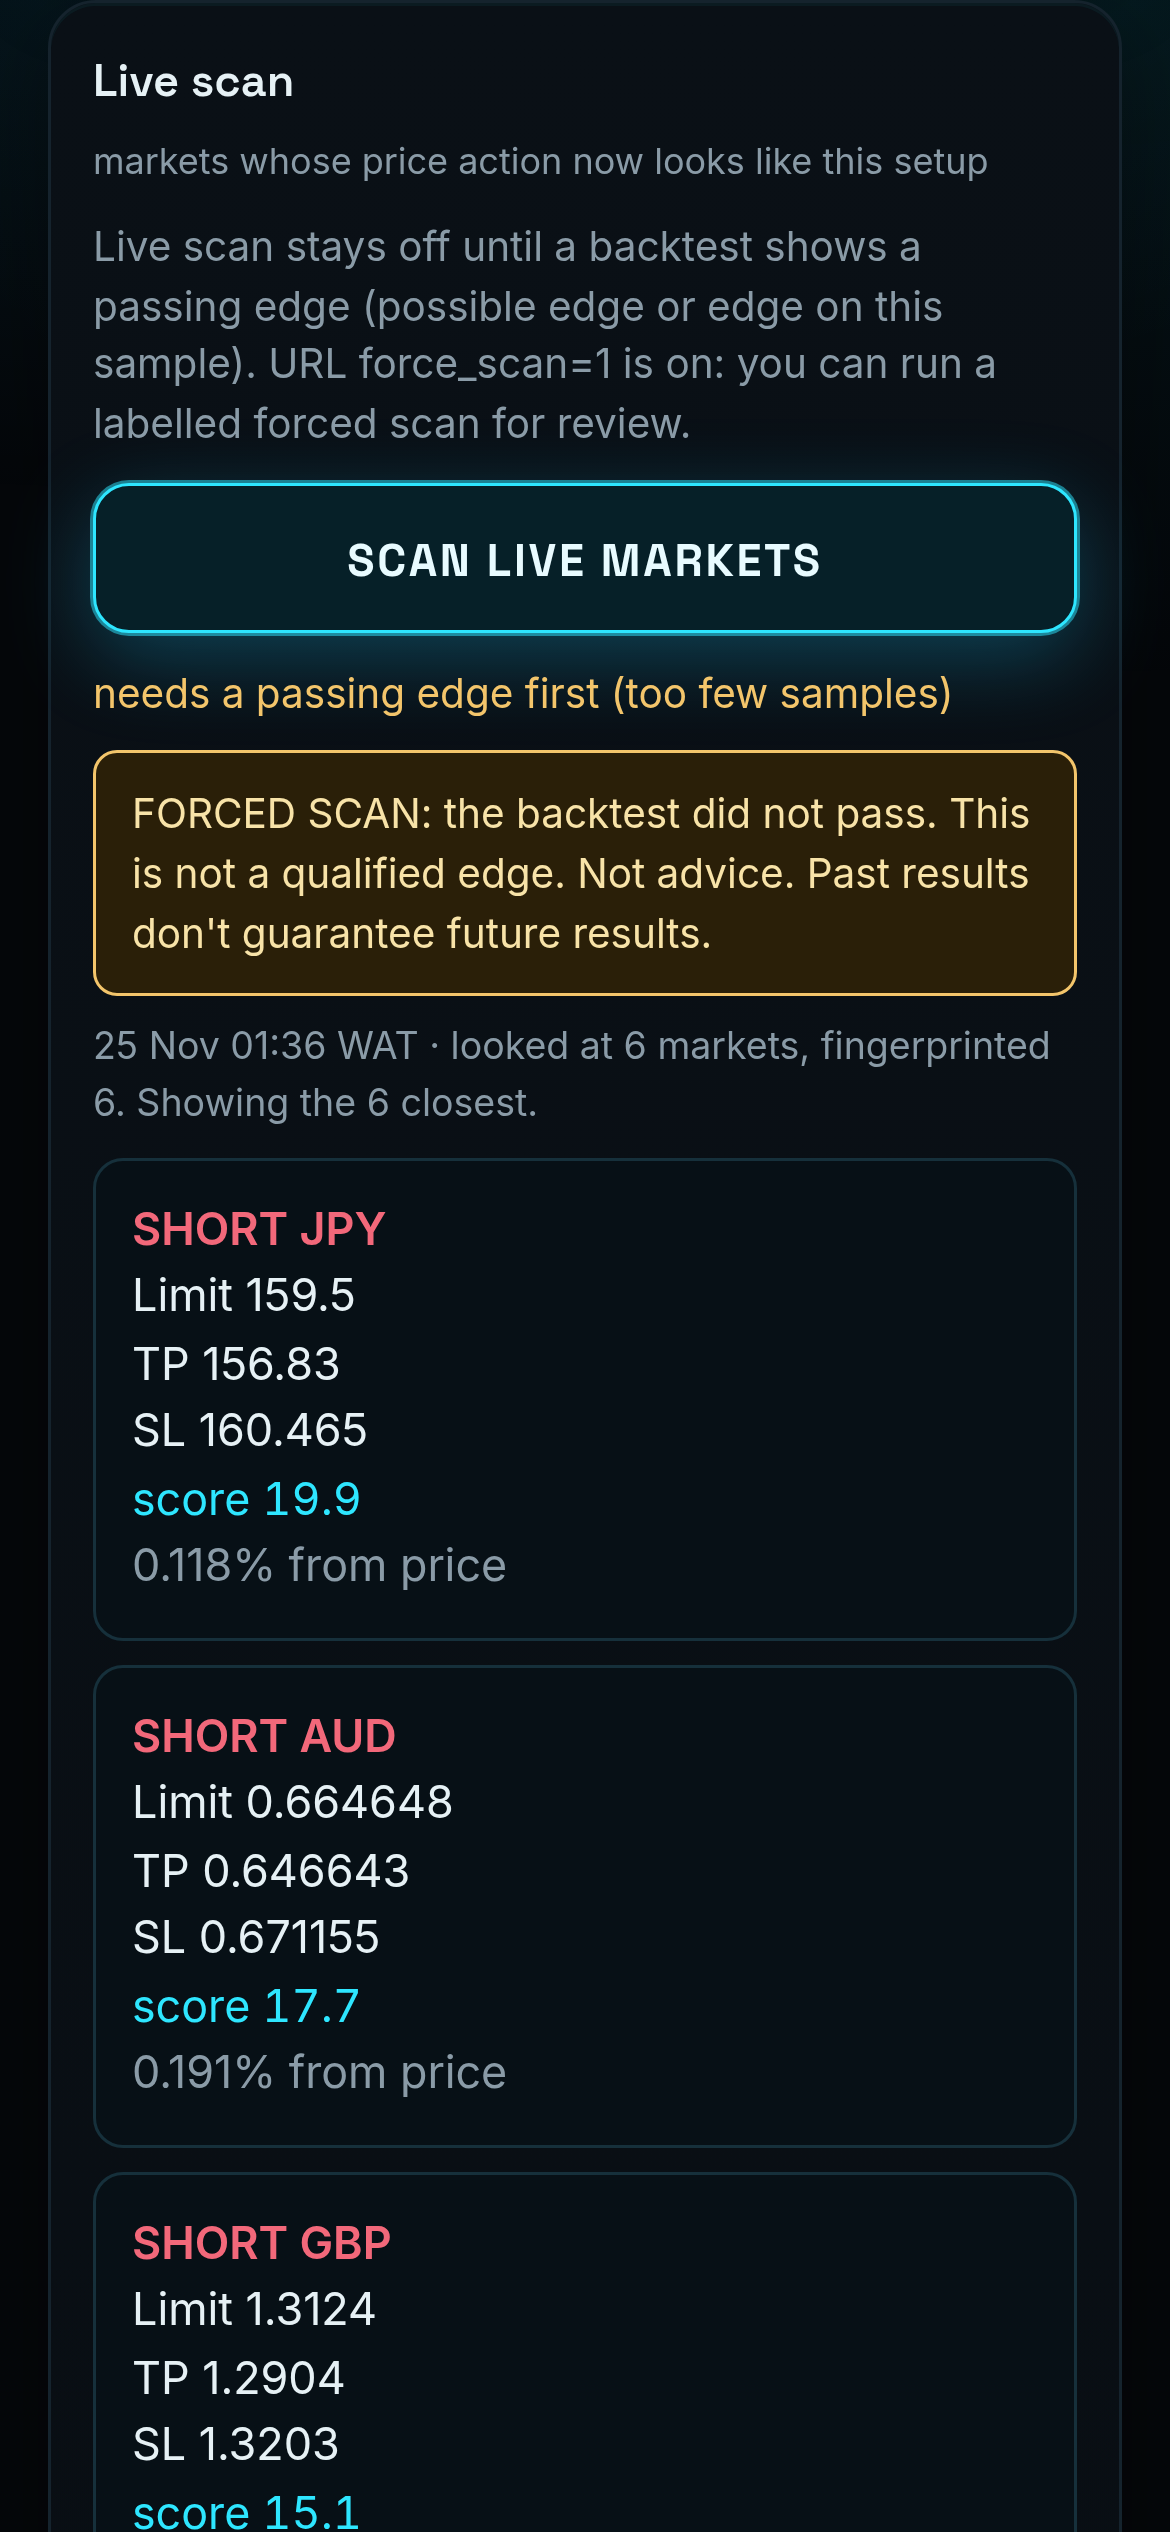 Live scan
markets whose price action now looks like this setup
Live scan stays off until a backtest shows a
passing edge (possible edge or edge on this
sample). URL force_scan=1 is on: you can run a
labelled forced scan for review.
SCAN LIVE MARKETS
needs a passing edge first (too few samples)
FORCED SCAN: the backtest did not pass. This
is not a qualified edge. Not advice. Past results
don't guarantee future results.
25 Nov 01:36 WAT · looked at 6 markets, fingerprinted
6. Showing the 6 closest.
SHORT JPY
Limit 159.5
TP 156.83
SL 160.465
score 19.9
0.118% from price
SHORT AUD
Limit 0.664648
TP 0.646643
SL 0.671155
score 17.7
0.191% from price
SHORT GBP
Limit 1.3124
TP 1.2904
SL 1.3203
score 15.1